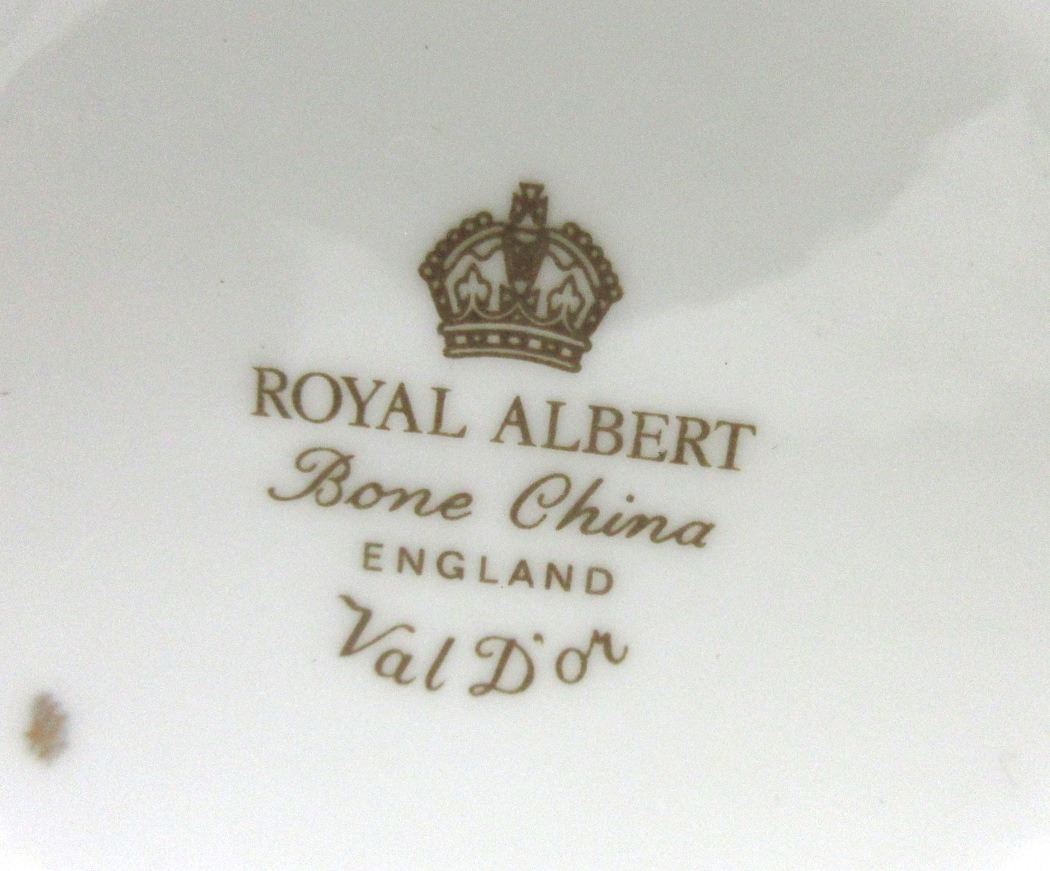 ROYAL ALBERT
Bone China
ENGLAND
Val D'or